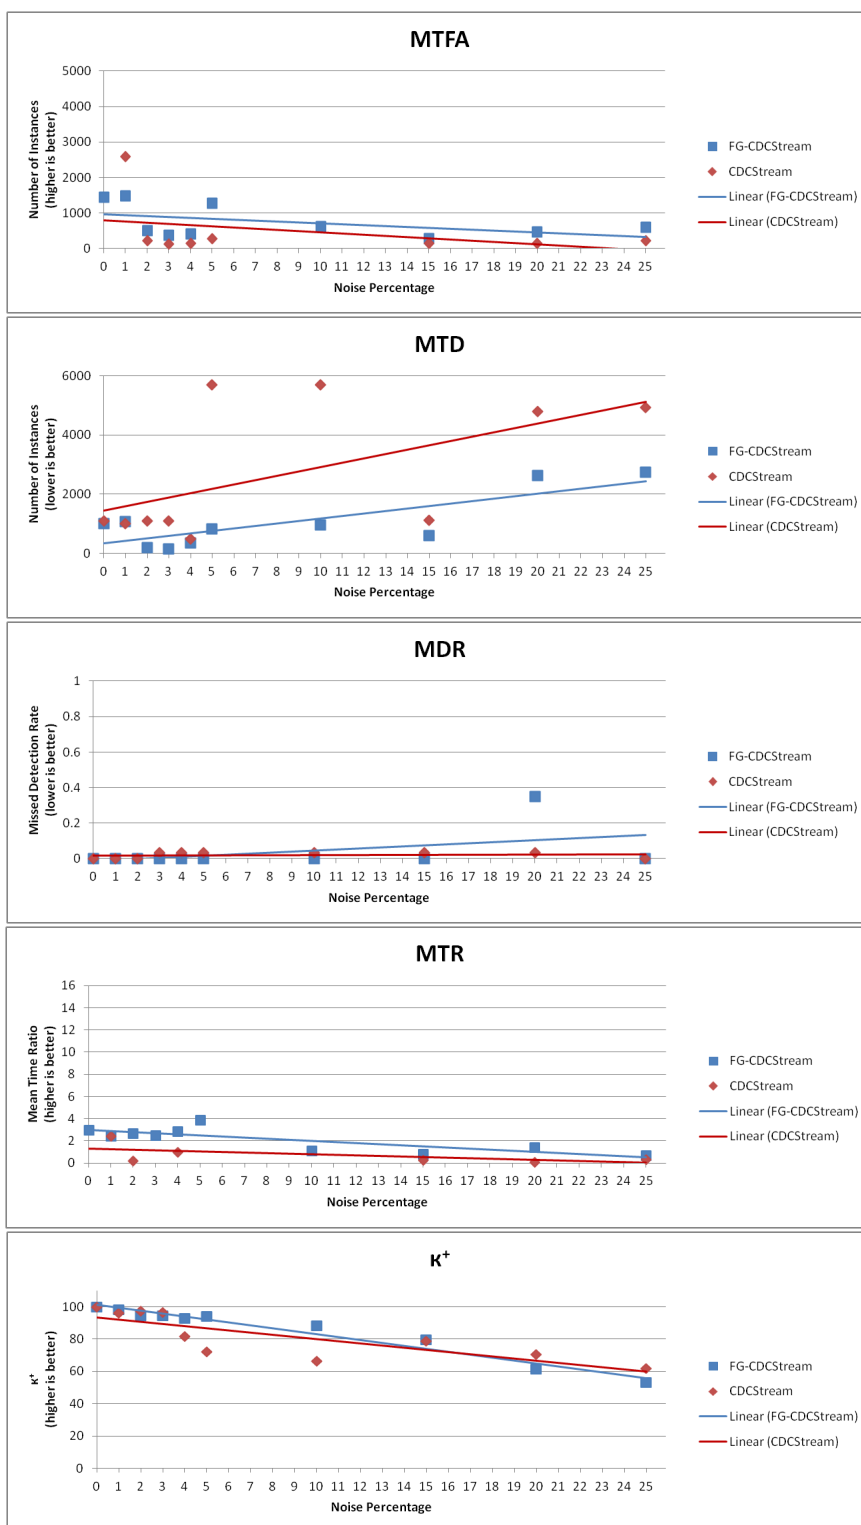 MTFA
Number of Instances
(higher is better)
5000
4000
3000
2000
1000
0
0 1 2 3 4 5 6 7 8 9 10 11 12 13 14 15 16 17 18 19 20 21 22 23 24 25
Noise Percentage
FG-CDCStream
CDCStream
Linear (FG-CDCStream)
Linear (CDCStream)
MTD
Number of Instances
(lower is better)
6000
4000
2000
0
0 1 2 3 4 5 6 7 8 9 10 11 12 13 14 15 16 17 18 19 20 21 22 23 24 25
Noise Percentage
FG-CDCStream
CDCStream
Linear (FG-CDCStream)
Linear (CDCStream)
MDR
Missed Detection Rate
(lower is better)
1
0.8
0.6
0.4
0.2
0
0 1 2 3 4 5 6 7 8 9 10 11 12 13 14 15 16 17 18 19 20 21 22 23 24 25
Noise Percentage
FG-CDCStream
CDCStream
Linear (FG-CDCStream)
Linear (CDCStream)
MTR
Mean Time Ratio
(higher is better)
16
14
12
10
8
6
4
2
0
0 1 2 3 4 5 6 7 8 9 10 11 12 13 14 15 16 17 18 19 20 21 22 23 24 25
Noise Percentage
FG-CDCStream
CDCStream
Linear (FG-CDCStream)
Linear (CDCStream)
κ⁺
κ⁺
(higher is better)
100
80
60
40
20
0
0 1 2 3 4 5 6 7 8 9 10 11 12 13 14 15 16 17 18 19 20 21 22 23 24 25
Noise Percentage
FG-CDCStream
CDCStream
Linear (FG-CDCStream)
Linear (CDCStream)